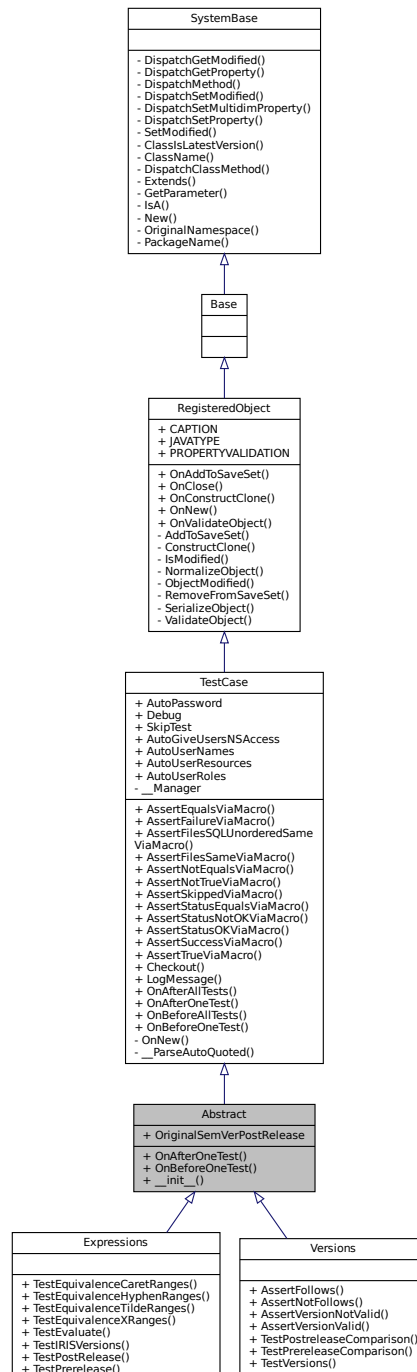 SystemBase
- DispatchGetModified()
- DispatchGetProperty()
- DispatchMethod()
- DispatchSetModified()
- DispatchSetMultidimProperty()
- DispatchSetProperty()
- SetModified()
- ClassIsLatestVersion()
- ClassName()
- DispatchClassMethod()
- Extends()
- GetParameter()
- IsA()
- New()
- OriginalNamespace()
- PackageName()
Base
RegisteredObject
+ CAPTION
+ JAVATYPE
+ PROPERTYVALIDATION
+ OnAddToSaveSet()
+ OnClose()
+ OnConstructClone()
+ OnNew()
+ OnValidateObject()
- AddToSaveSet()
- ConstructClone()
- IsModified()
- NormalizeObject()
- ObjectModified()
- RemoveFromSaveSet()
- SerializeObject()
- ValidateObject()
TestCase
+ AutoPassword
+ Debug
+ SkipTest
+ AutoGiveUsersNSAccess
+ AutoUserNames
+ AutoUserResources
+ AutoUserRoles
- __Manager
+ AssertEqualsViaMacro()
+ AssertFailureViaMacro()
+ AssertFilesSQLUnorderedSame
ViaMacro()
+ AssertFilesSameViaMacro()
+ AssertNotEqualsViaMacro()
+ AssertNotTrueViaMacro()
+ AssertSkippedViaMacro()
+ AssertStatusEqualsViaMacro()
+ AssertStatusNotOKViaMacro()
+ AssertStatusOKViaMacro()
+ AssertSuccessViaMacro()
+ AssertTrueViaMacro()
+ Checkout()
+ LogMessage()
+ OnAfterAllTests()
+ OnAfterOneTest()
+ OnBeforeAllTests()
+ OnBeforeOneTest()
- OnNew()
- __ParseAutoQuoted()
Abstract
+ OriginalSemVerPostRelease
+ OnAfterOneTest()
+ OnBeforeOneTest()
+ __init__()
Expressions
+ TestEquivalenceCaretRanges()
+ TestEquivalenceHyphenRanges()
+ TestEquivalenceTildeRanges()
+ TestEquivalenceXRanges()
+ TestEvaluate()
+ TestIRISVersions()
+ TestPostRelease()
+ TestPrerelease()
Versions
+ AssertFollows()
+ AssertNotFollows()
+ AssertVersionNotValid()
+ AssertVersionValid()
+ TestPostreleaseComparison()
+ TestPrereleaseComparison()
+ TestVersions()